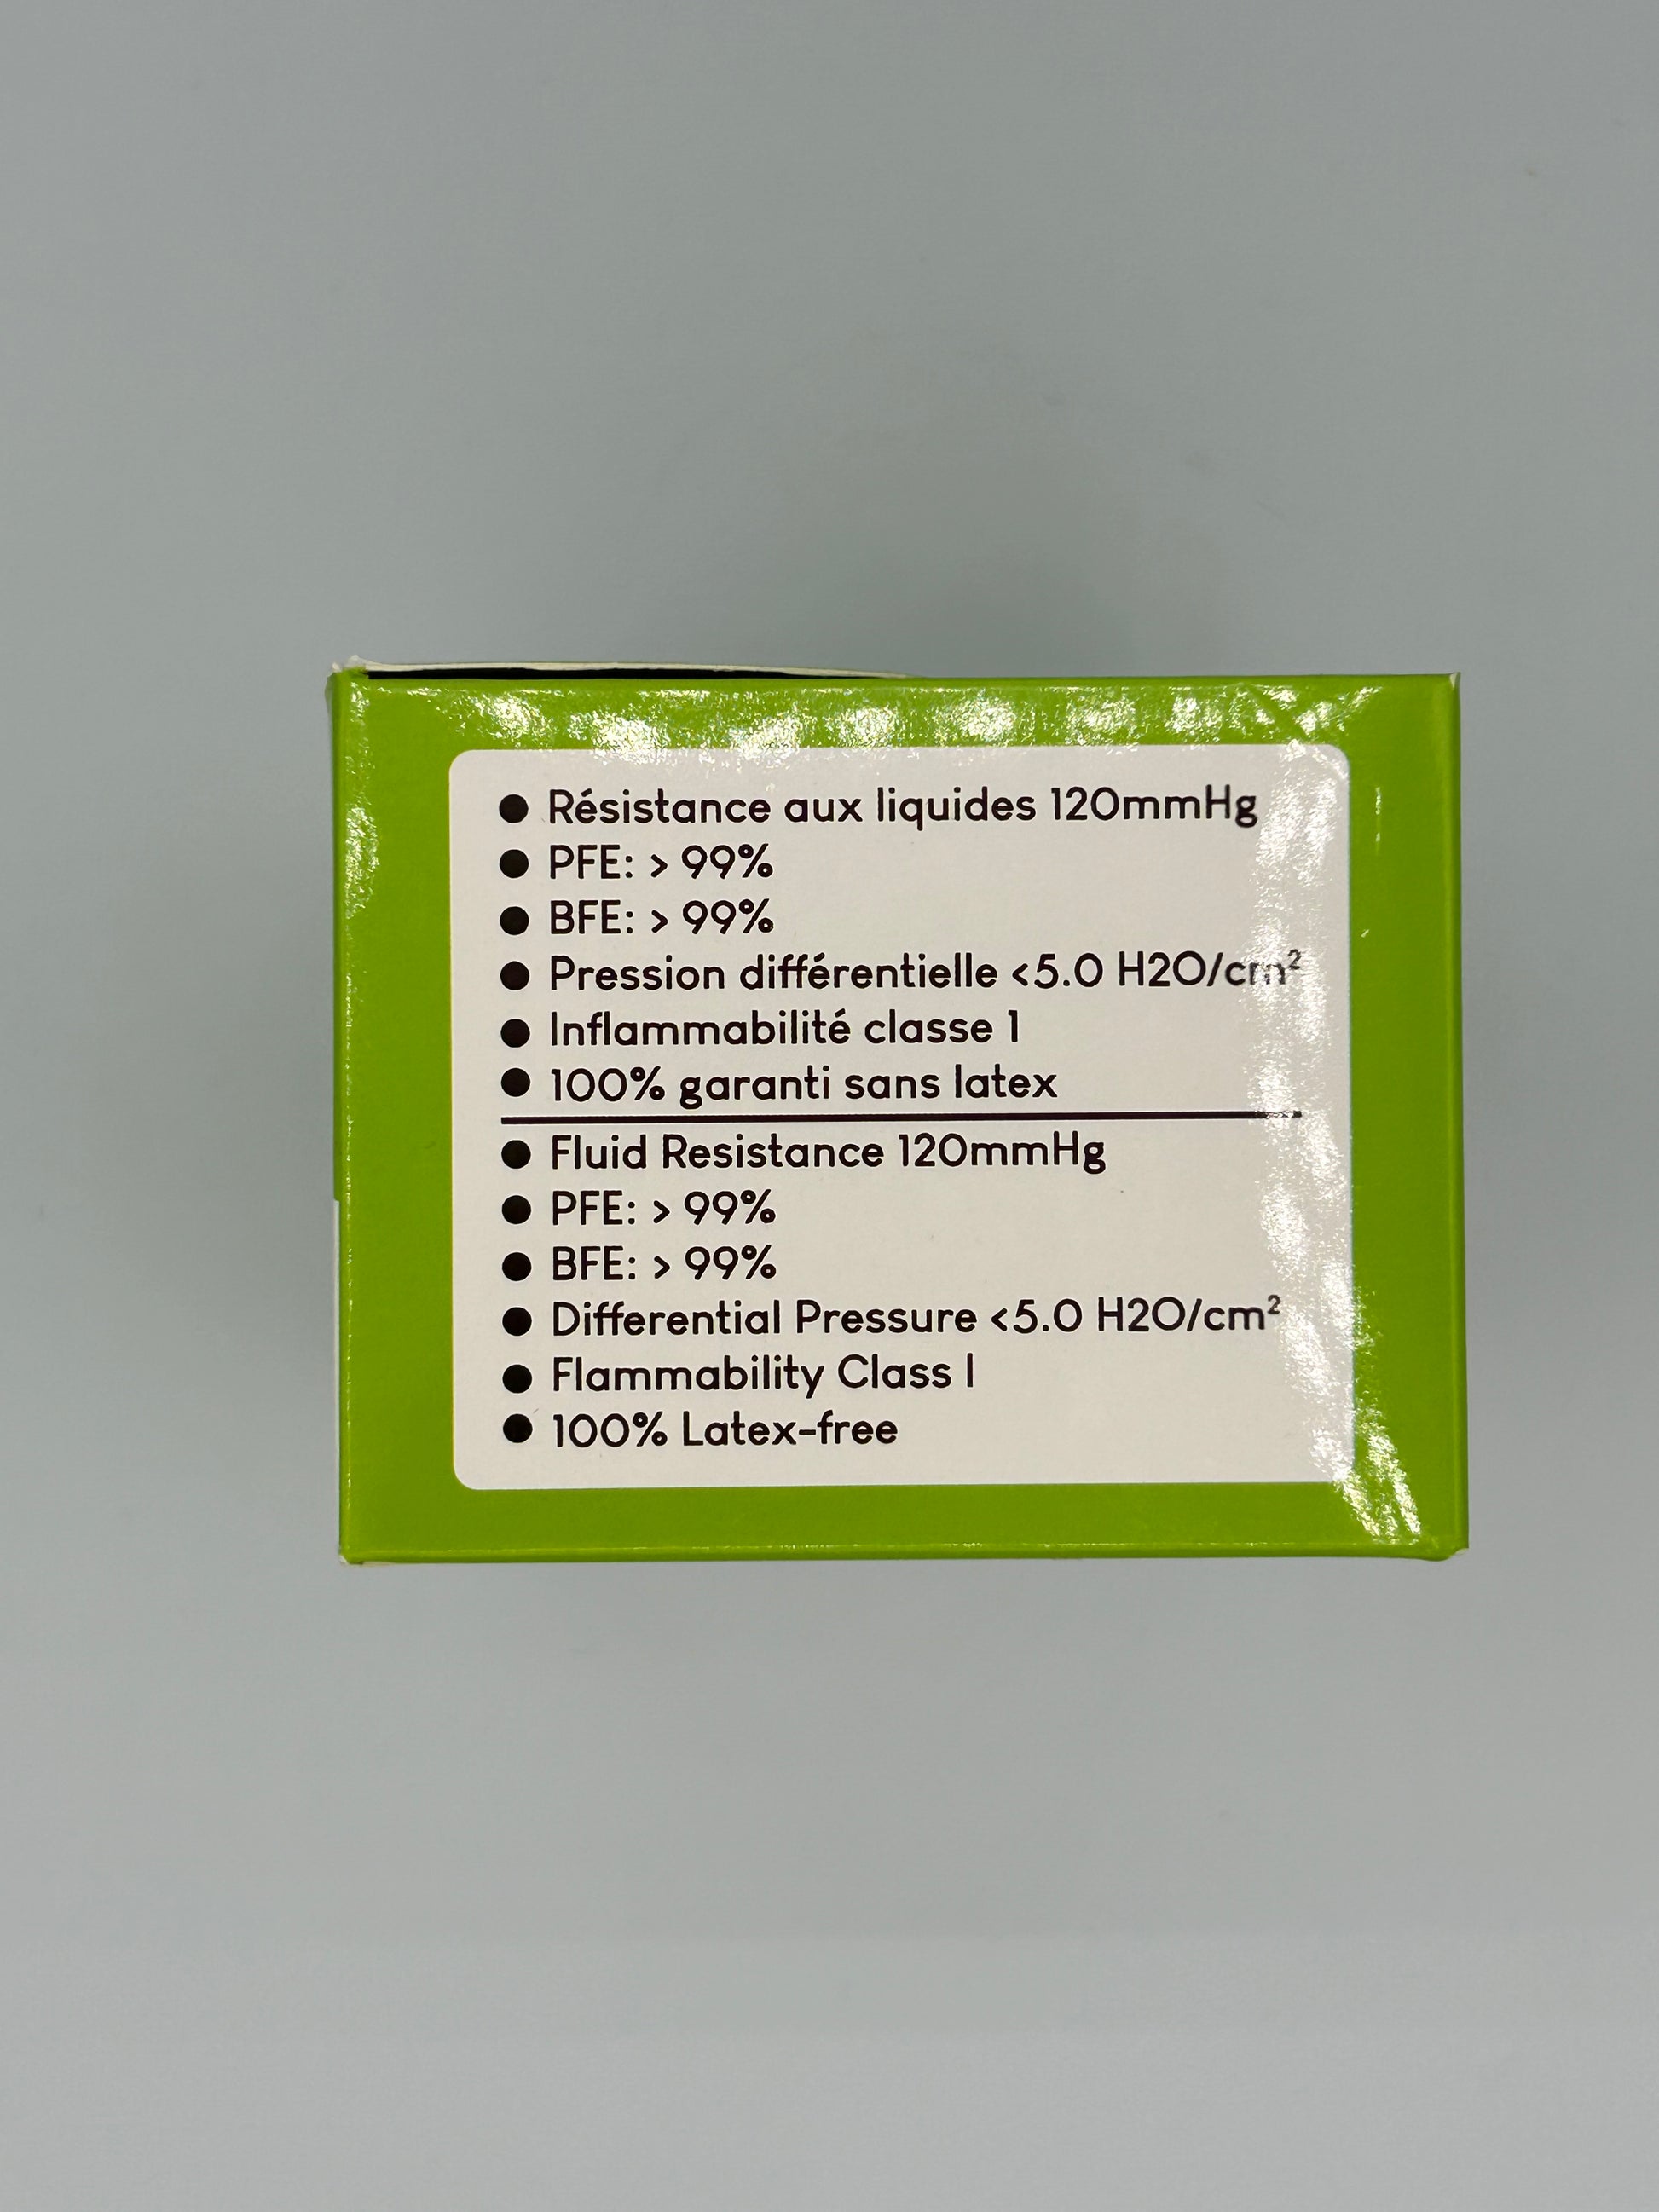 ● Résistance aux liquides 120mmHg
● PFE: > 99%
● BFE: > 99%
● Pression différentielle <5.0 H2O/cm²
● Inflammabilité classe 1
● 100% garanti sans latex
● Fluid Resistance 120mmHg
● PFE: > 99%
● BFE: > 99%
● Differential Pressure <5.0 H2O/cm²
● Flammability Class I
● 100% Latex-free